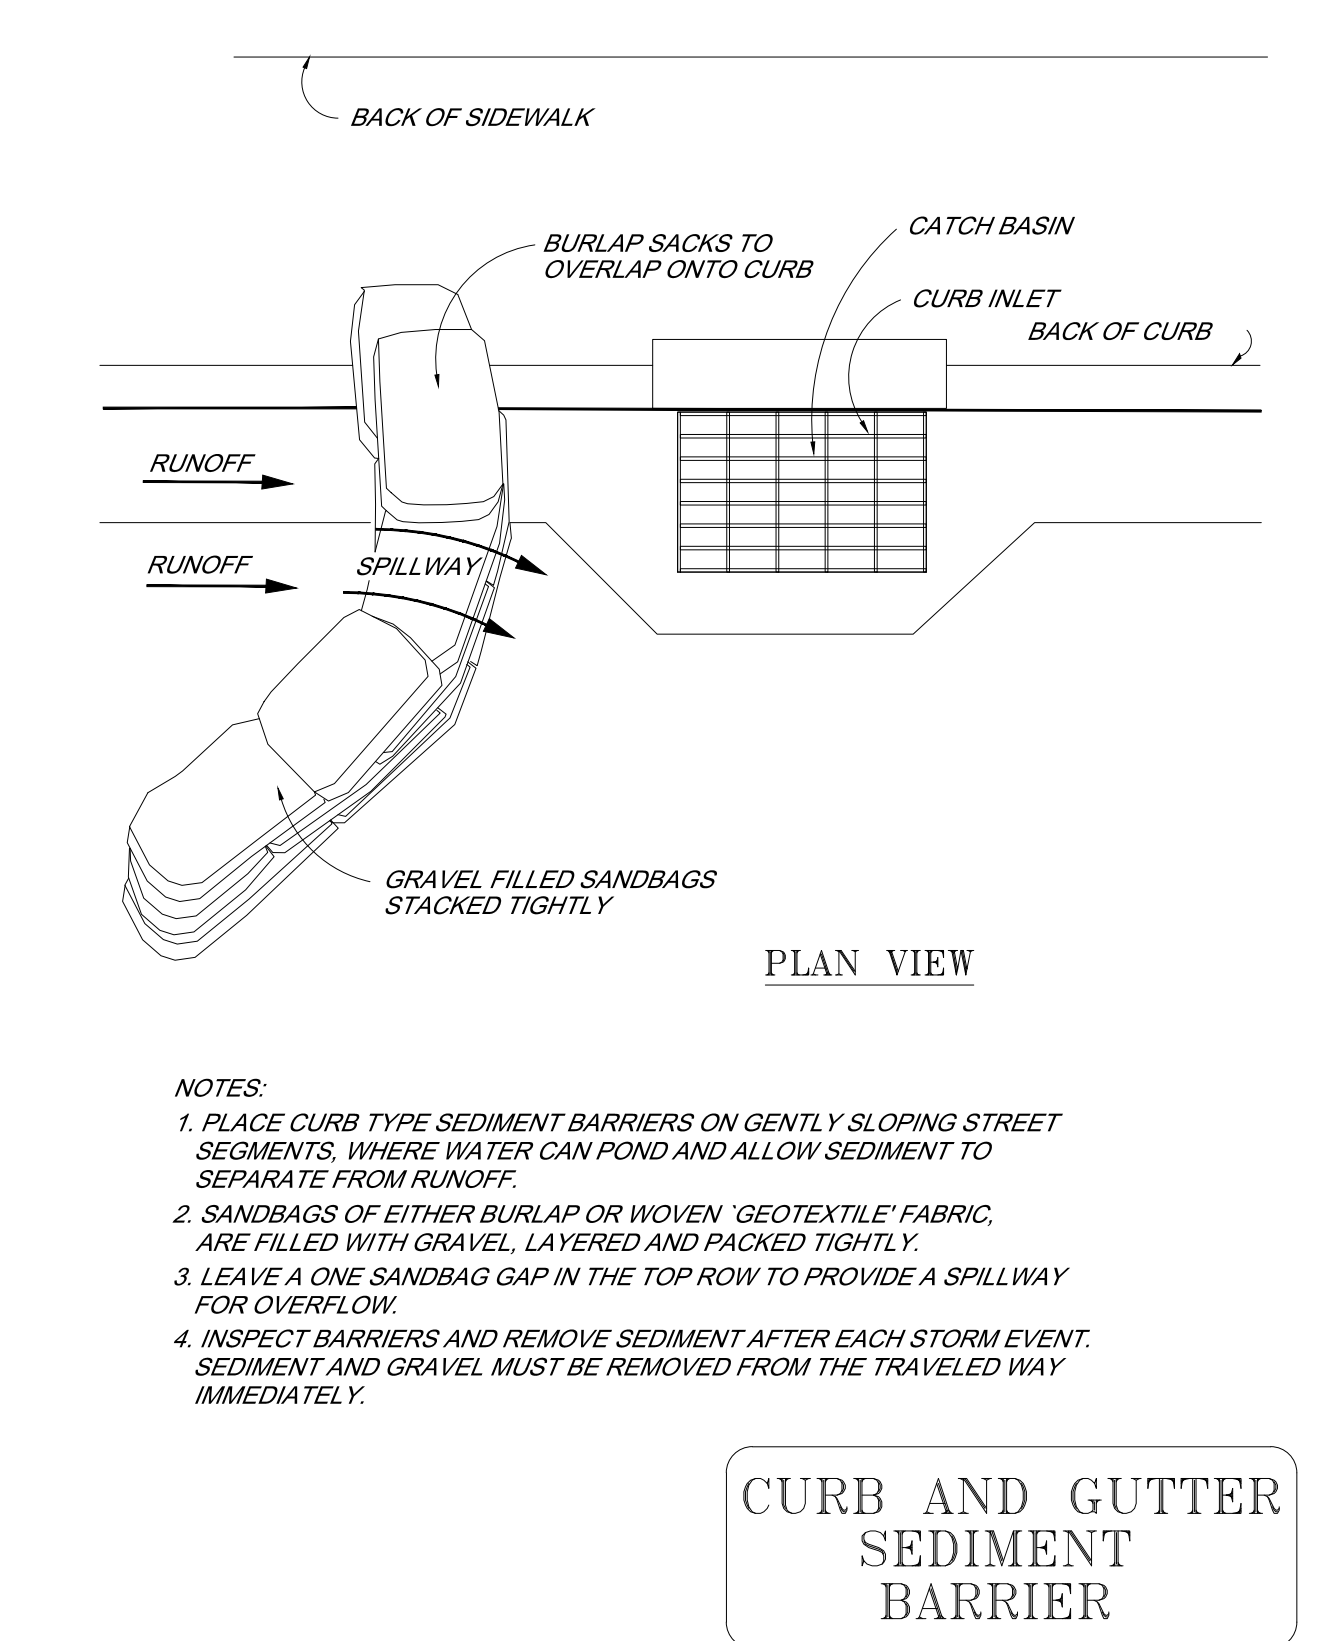 BACK OF SIDEWALK
CATCH BASIN
BURLAP SACKS TO
OVERLAP ONTO CURB
CURB INLET
BACK OF CURB
RUNOFF
RUNOFF
SPILLWAY
GRAVEL FILLED SANDBAGS
STACKED TIGHTLY
PLAN VIEW
NOTES:
1. PLACE CURB TYPE SEDIMENT BARRIERS ON GENTLY SLOPING STREET
SEGMENTS, WHERE WATER CAN POND AND ALLOW SEDIMENT TO
SEPARATE FROM RUNOFF.
2. SANDBAGS OF EITHER BURLAP OR WOVEN `GEOTEXTILE' FABRIC,
ARE FILLED WITH GRAVEL, LAYERED AND PACKED TIGHTLY.
3. LEAVE A ONE SANDBAG GAP IN THE TOP ROW TO PROVIDE A SPILLWAY
FOR OVERFLOW.
4. INSPECT BARRIERS AND REMOVE SEDIMENT AFTER EACH STORM EVENT.
SEDIMENT AND GRAVEL MUST BE REMOVED FROM THE TRAVELED WAY
IMMEDIATELY.
CURB AND GUTTER
SEDIMENT
BARRIER